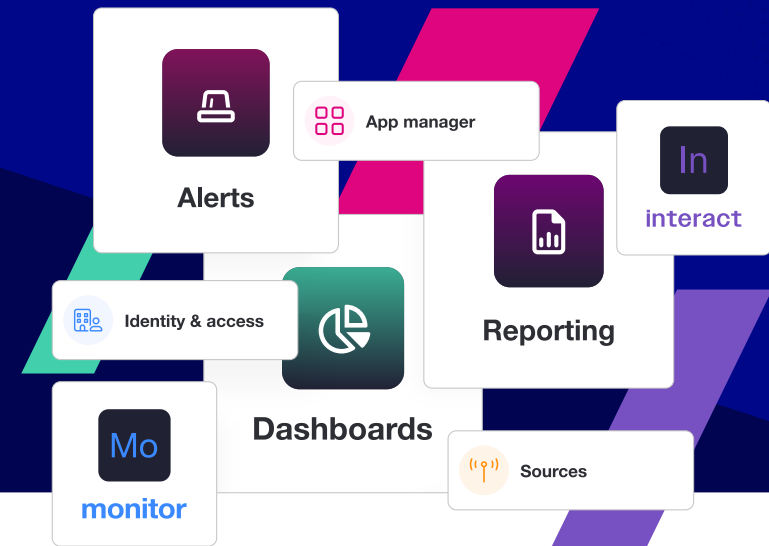 Alerts
App manager
In
interact
Identity & access
Reporting
Dashboards
Mo
monitor
Sources